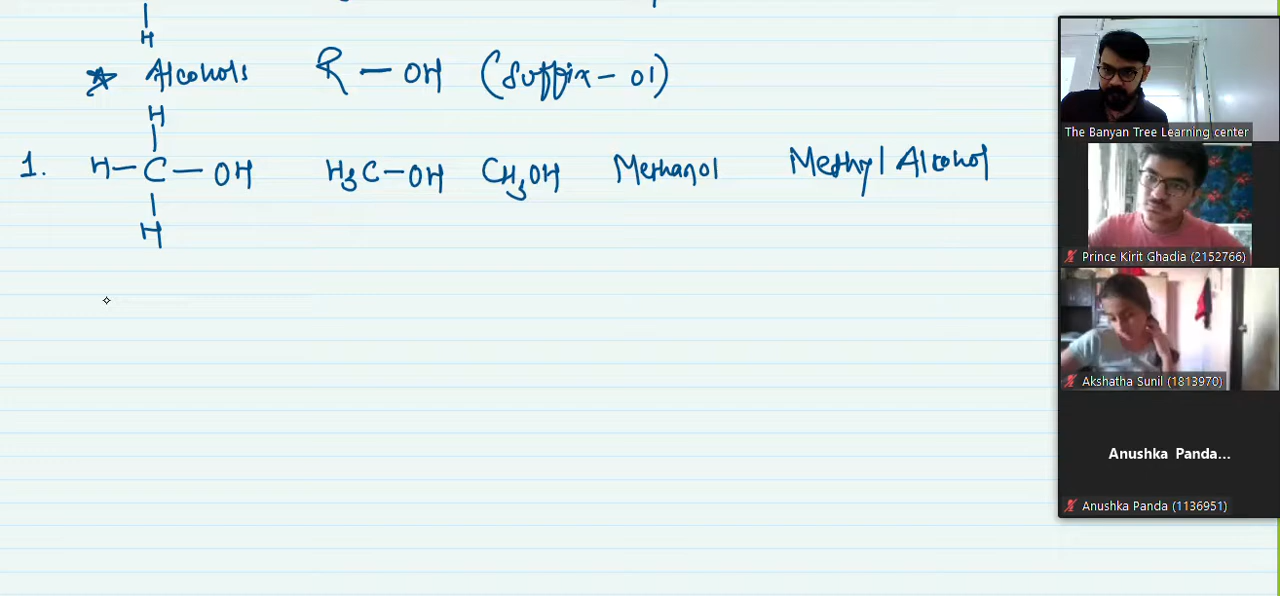 H
★ Alcohols R — OH (Suffix - ol)
H
1. H — C — OH H₃C — OH CH₃OH Methanol Methyl Alcohol
H
The Banyan Tree Learning center
Prince Kirit Ghadia (2152766)
Akshatha Sunil (1813970)
Anushka Panda...
Anushka Panda (1136951)